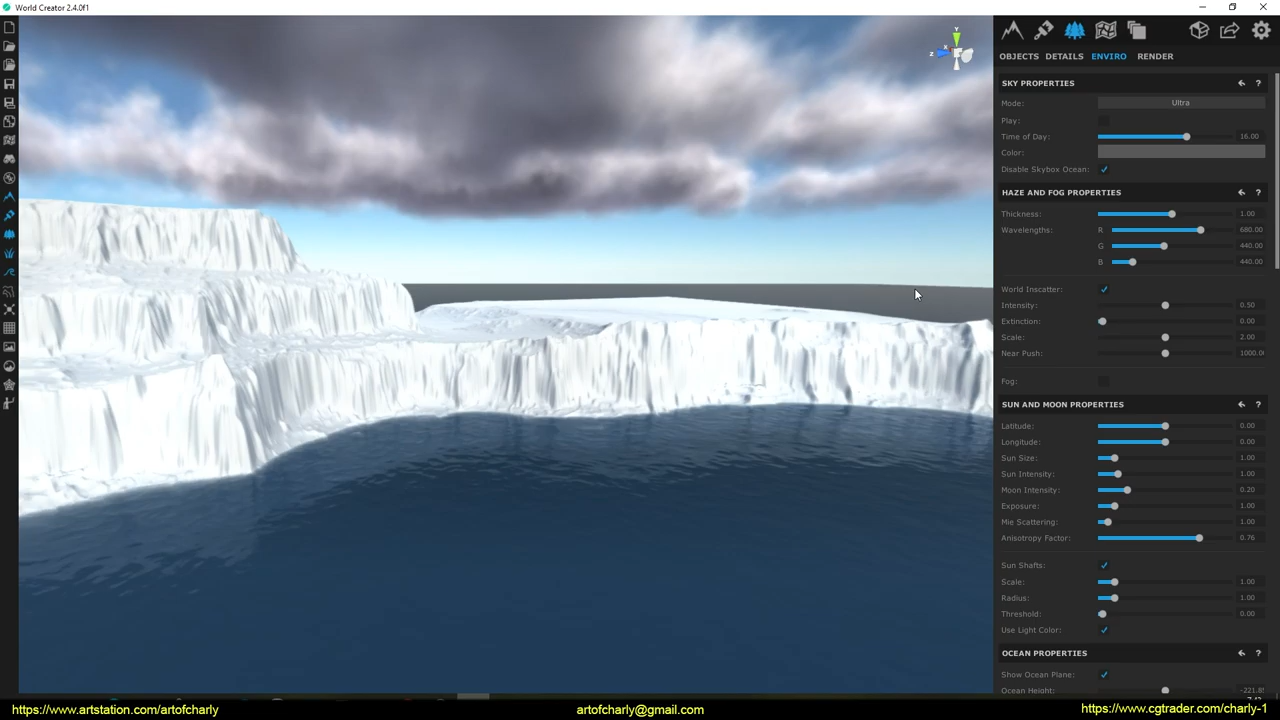 World Creator 2.4.0f1
Y
X
Z
OBJECTS DETAILS ENVIRO RENDER
SKY PROPERTIES ?
Mode: Ultra
Play:
Time of Day: 16.00
Color:
Disable Skybox Ocean:
HAZE AND FOG PROPERTIES ?
Thickness: 1.00
Wavelengths: R 680.00
G 440.00
B 440.00
World Inscatter:
Intensity: 0.50
Extinction: 0.00
Scale: 2.00
Near Push: 1000.0
Fog:
SUN AND MOON PROPERTIES ?
Latitude: 0.00
Longitude: 0.00
Sun Size: 1.00
Sun Intensity: 1.00
Moon Intensity: 0.20
Exposure: 1.00
Mie Scattering: 1.00
Anisotropy Factor: 0.76
Sun Shafts:
Scale: 1.00
Radius: 1.00
Threshold: 0.00
Use Light Color:
OCEAN PROPERTIES ?
Show Ocean Plane:
Ocean Height: -221.8
https://www.artstation.com/artofcharly artofcharly@gmail.com https://www.cgtrader.com/charly-1